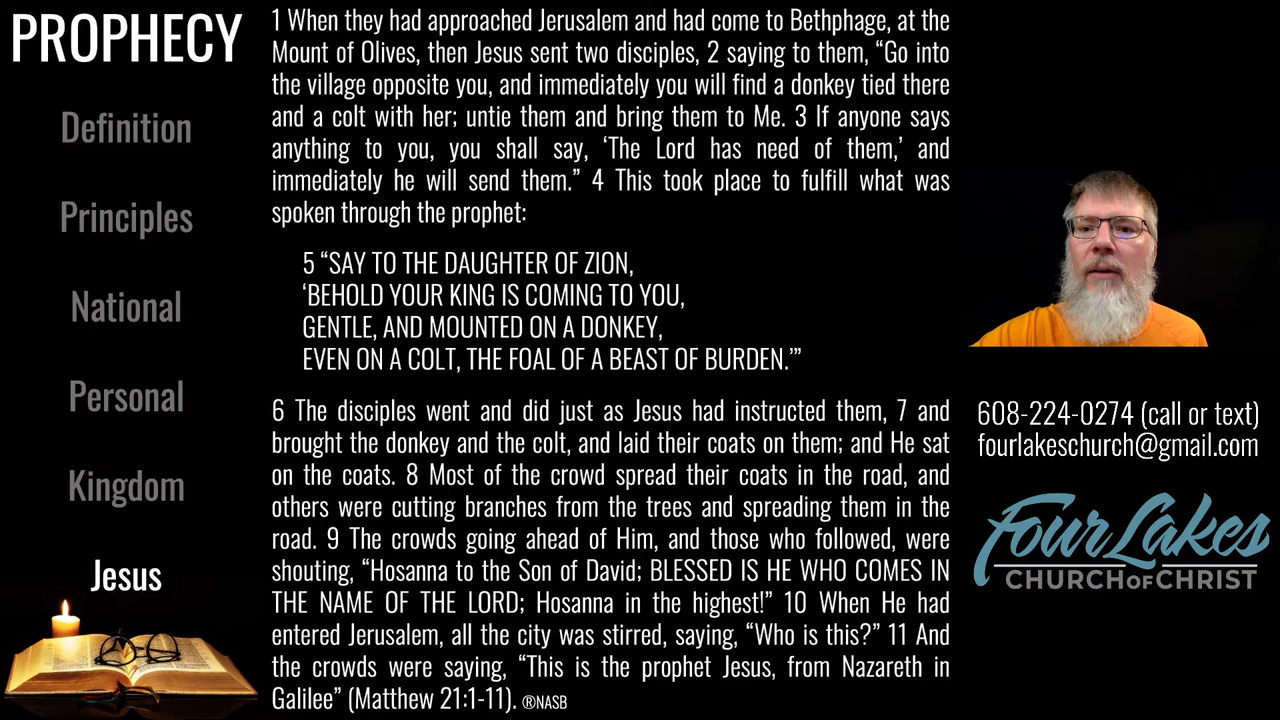 PROPHECY
Definition
Principles
National
Personal
Kingdom
Jesus
1 When they had approached Jerusalem and had come to Bethphage, at the
Mount of Olives, then Jesus sent two disciples, 2 saying to them, “Go into
the village opposite you, and immediately you will find a donkey tied there
and a colt with her; untie them and bring them to Me. 3 If anyone says
anything to you, you shall say, ‘The Lord has need of them,’ and
immediately he will send them.” 4 This took place to fulfill what was
spoken through the prophet:
5 “SAY TO THE DAUGHTER OF ZION,
‘BEHOLD YOUR KING IS COMING TO YOU,
GENTLE, AND MOUNTED ON A DONKEY,
EVEN ON A COLT, THE FOAL OF A BEAST OF BURDEN.’”
6 The disciples went and did just as Jesus had instructed them, 7 and
brought the donkey and the colt, and laid their coats on them; and He sat
on the coats. 8 Most of the crowd spread their coats in the road, and
others were cutting branches from the trees and spreading them in the
road. 9 The crowds going ahead of Him, and those who followed, were
shouting, “Hosanna to the Son of David; BLESSED IS HE WHO COMES IN
THE NAME OF THE LORD; Hosanna in the highest!” 10 When He had
entered Jerusalem, all the city was stirred, saying, “Who is this?” 11 And
the crowds were saying, “This is the prophet Jesus, from Nazareth in
Galilee” (Matthew 21:1-11). ®NASB
608-224-0274 (call or text)
fourlakeschurch@gmail.com
Four Lakes
CHURCH OF CHRIST